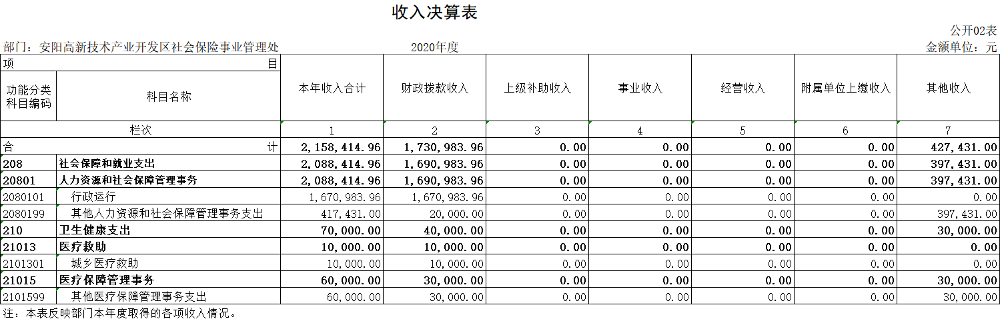 收入决算表
公开02表
部门：安阳高新技术产业开发区社会保险事业管理处 2020年度 金额单位：元
项 目
功能分类科目编码 科目名称 本年收入合计 财政拨款收入 上级补助收入 事业收入 经营收入 附属单位上缴收入 其他收入
栏次 1 2 3 4 5 6 7
合 计 2,158,414.96 1,730,983.96 0.00 0.00 0.00 0.00 427,431.00
208 社会保障和就业支出 2,088,414.96 1,690,983.96 0.00 0.00 0.00 0.00 397,431.00
20801 人力资源和社会保障管理事务 2,088,414.96 1,690,983.96 0.00 0.00 0.00 0.00 397,431.00
2080101 行政运行 1,670,983.96 1,670,983.96 0.00 0.00 0.00 0.00 0.00
2080199 其他人力资源和社会保障管理事务支出 417,431.00 20,000.00 0.00 0.00 0.00 0.00 397,431.00
210 卫生健康支出 70,000.00 40,000.00 0.00 0.00 0.00 0.00 30,000.00
21013 医疗救助 10,000.00 10,000.00 0.00 0.00 0.00 0.00 0.00
2101301 城乡医疗救助 10,000.00 10,000.00 0.00 0.00 0.00 0.00 0.00
21015 医疗保障管理事务 60,000.00 30,000.00 0.00 0.00 0.00 0.00 30,000.00
2101599 其他医疗保障管理事务支出 60,000.00 30,000.00 0.00 0.00 0.00 0.00 30,000.00
注：本表反映部门本年度取得的各项收入情况。